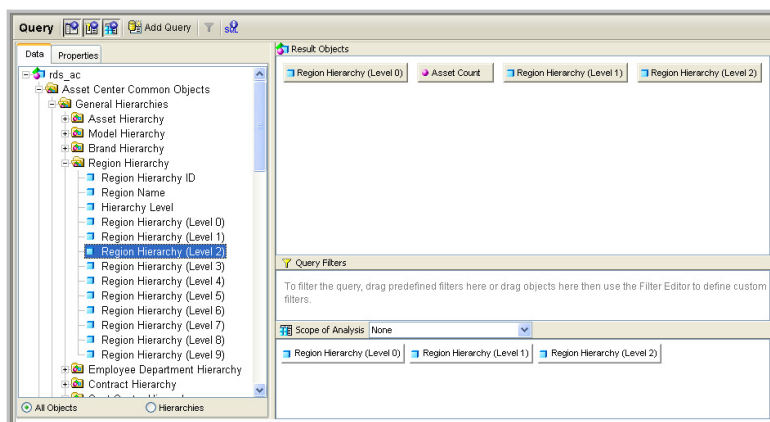 Query Add Query SQL
Data Properties
rds_ac
Asset Center Common Objects
General Hierarchies
Asset Hierarchy
Model Hierarchy
Brand Hierarchy
Region Hierarchy
Region Hierarchy ID
Region Name
Hierarchy Level
Region Hierarchy (Level 0)
Region Hierarchy (Level 1)
Region Hierarchy (Level 2)
Region Hierarchy (Level 3)
Region Hierarchy (Level 4)
Region Hierarchy (Level 5)
Region Hierarchy (Level 6)
Region Hierarchy (Level 7)
Region Hierarchy (Level 8)
Region Hierarchy (Level 9)
Employee Department Hierarchy
Contract Hierarchy
All Objects Hierarchies
Result Objects
Region Hierarchy (Level 0) Asset Count Region Hierarchy (Level 1) Region Hierarchy (Level 2)
Query Filters
To filter the query, drag predefined filters here or drag objects here then use the Filter Editor to define custom
filters.
Scope of Analysis None
Region Hierarchy (Level 0) Region Hierarchy (Level 1) Region Hierarchy (Level 2)